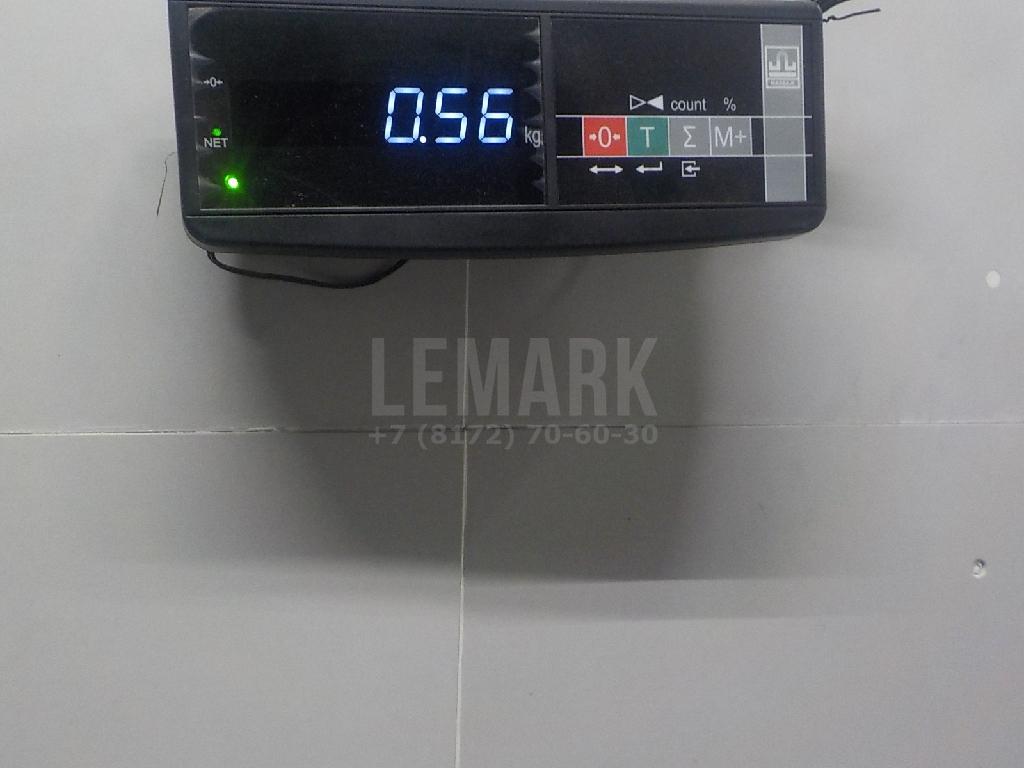 →0←
NET
0.56 kg
count %
→0← T Σ M+
LEMARK
+7 (8172) 70-60-30